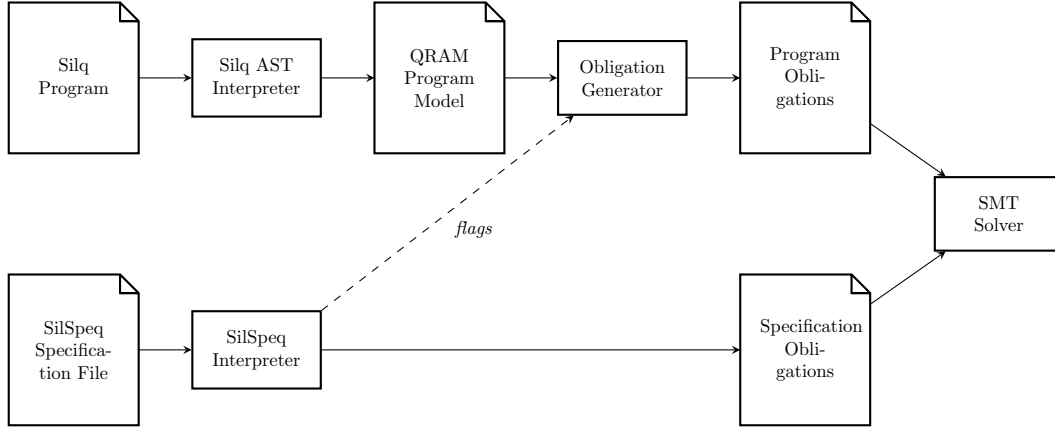 Silq
Program
Silq AST
Interpreter
QRAM
Program
Model
Obligation
Generator
Program
Obli-
gations
SMT
Solver
flags
SilSpeq
Specifica-
tion File
SilSpeq
Interpreter
Specification
Obli-
gations